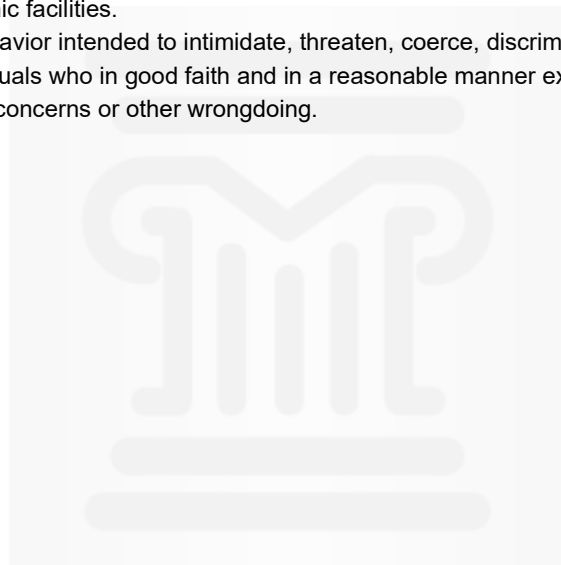 ic facilities.
avior intended to intimidate, threaten, coerce, discrim
uals who in good faith and in a reasonable manner ex
concerns or other wrongdoing.